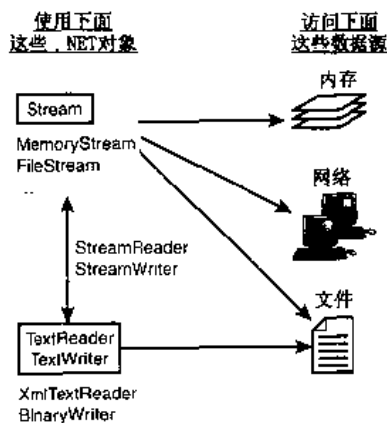 使用下面
这些．NET对象
访问下面
这些数据源
Stream
MemoryStream
FileStream
..
内存
网络
StreamReader
StreamWriter
文件
TextReader
TextWriter
XmlTextReader
BinaryWriter